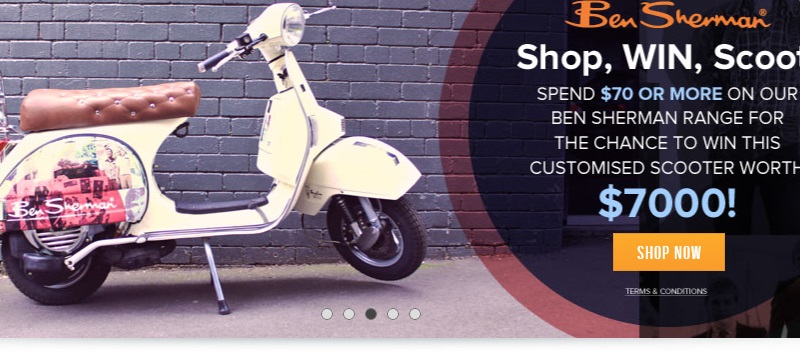 Ben Sherman
Shop, WIN, Scoot
SPEND $70 OR MORE ON OUR
BEN SHERMAN RANGE FOR
THE CHANCE TO WIN THIS
CUSTOMISED SCOOTER WORTH
$7000!
SHOP NOW
TERMS & CONDITIONS
Ben Sherman